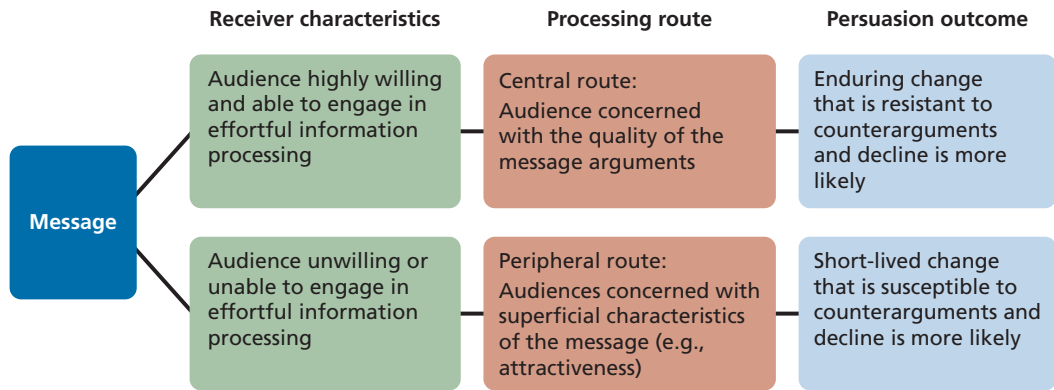 Receiver characteristics
Processing route
Persuasion outcome
Message
Audience highly willing
and able to engage in
effortful information
processing
Central route:
Audience concerned
with the quality of the
message arguments
Enduring change
that is resistant to
counterarguments
and decline is more
likely
Audience unwilling or
unable to engage in
effortful information
processing
Peripheral route:
Audiences concerned with
superficial characteristics
of the message (e.g.,
attractiveness)
Short-lived change
that is susceptible to
counterarguments and
decline is more likely